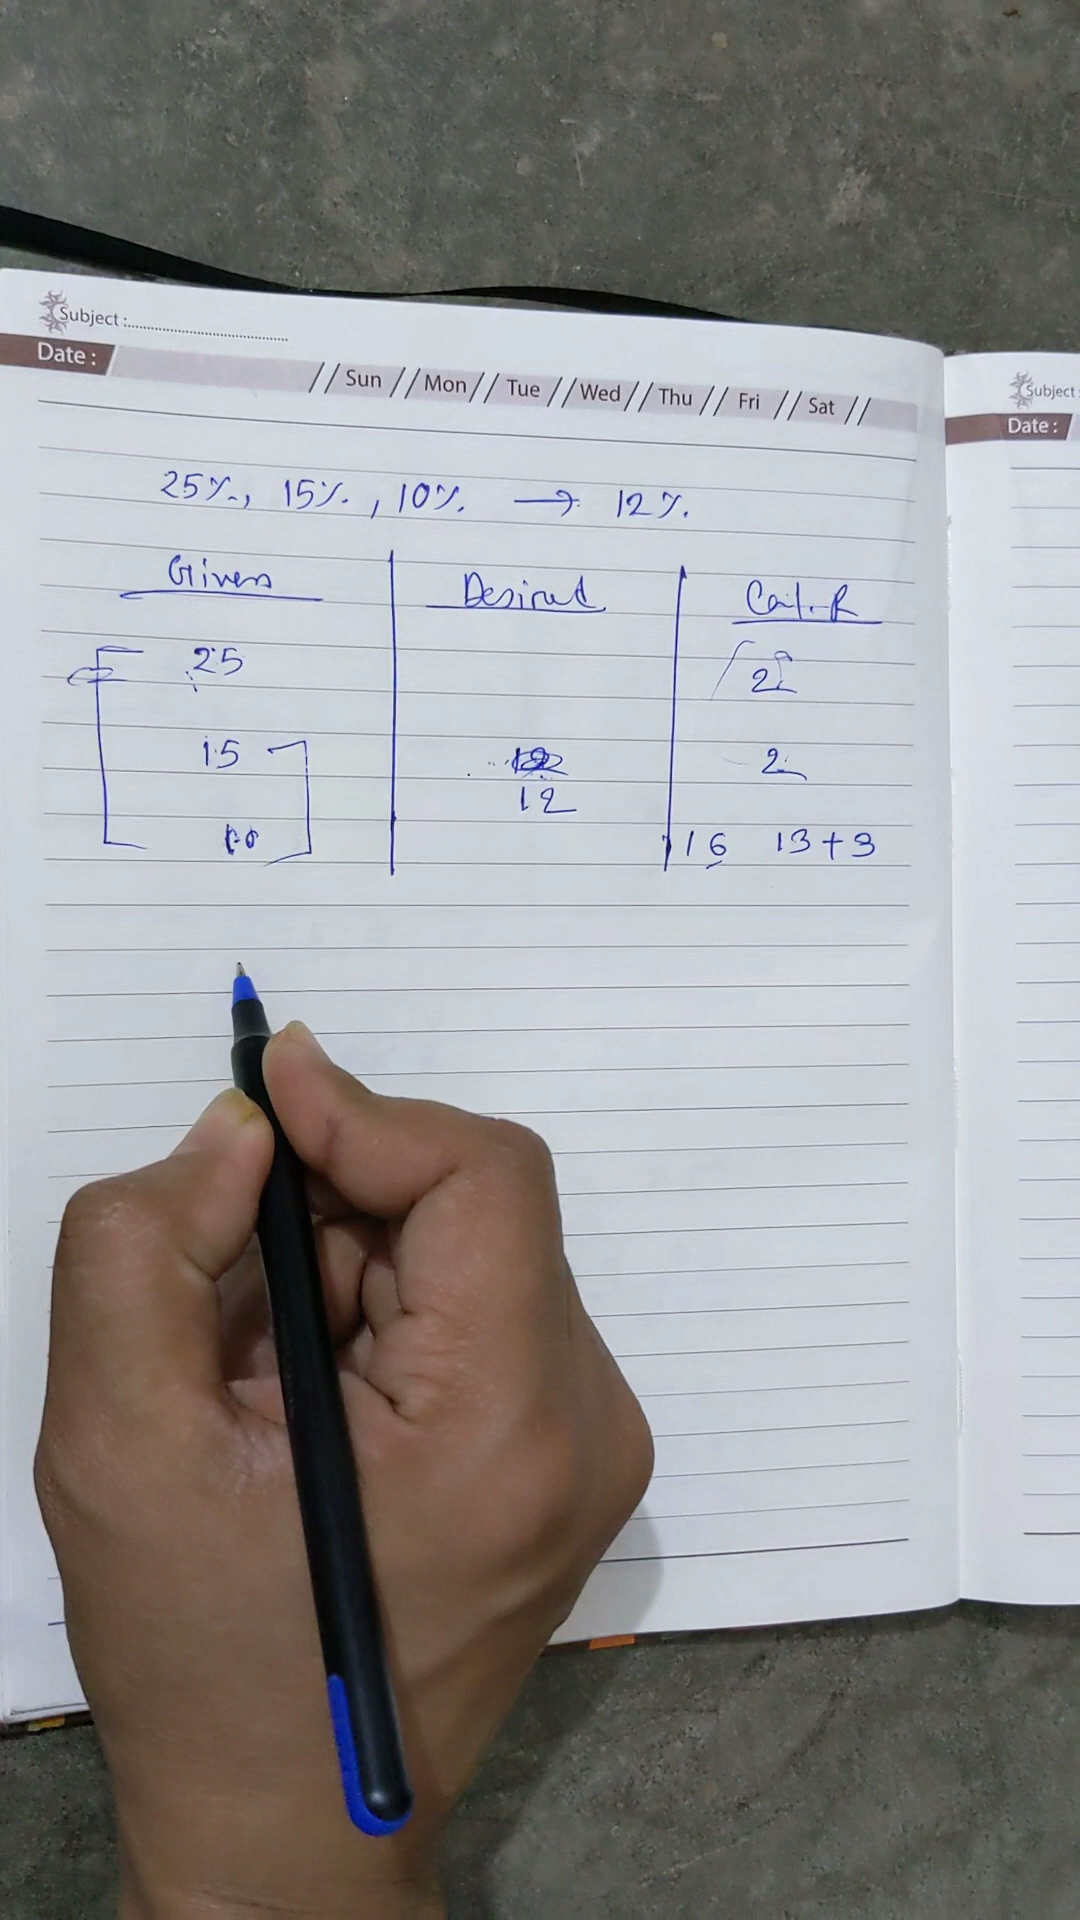 Subject :
Date :
// Sun // Mon // Tue // Wed // Thu // Fri // Sat //
Subject :
Date :
25%, 15%, 10% → 12%.
Given Desired
25 2
15 2
12
10 16 13+3